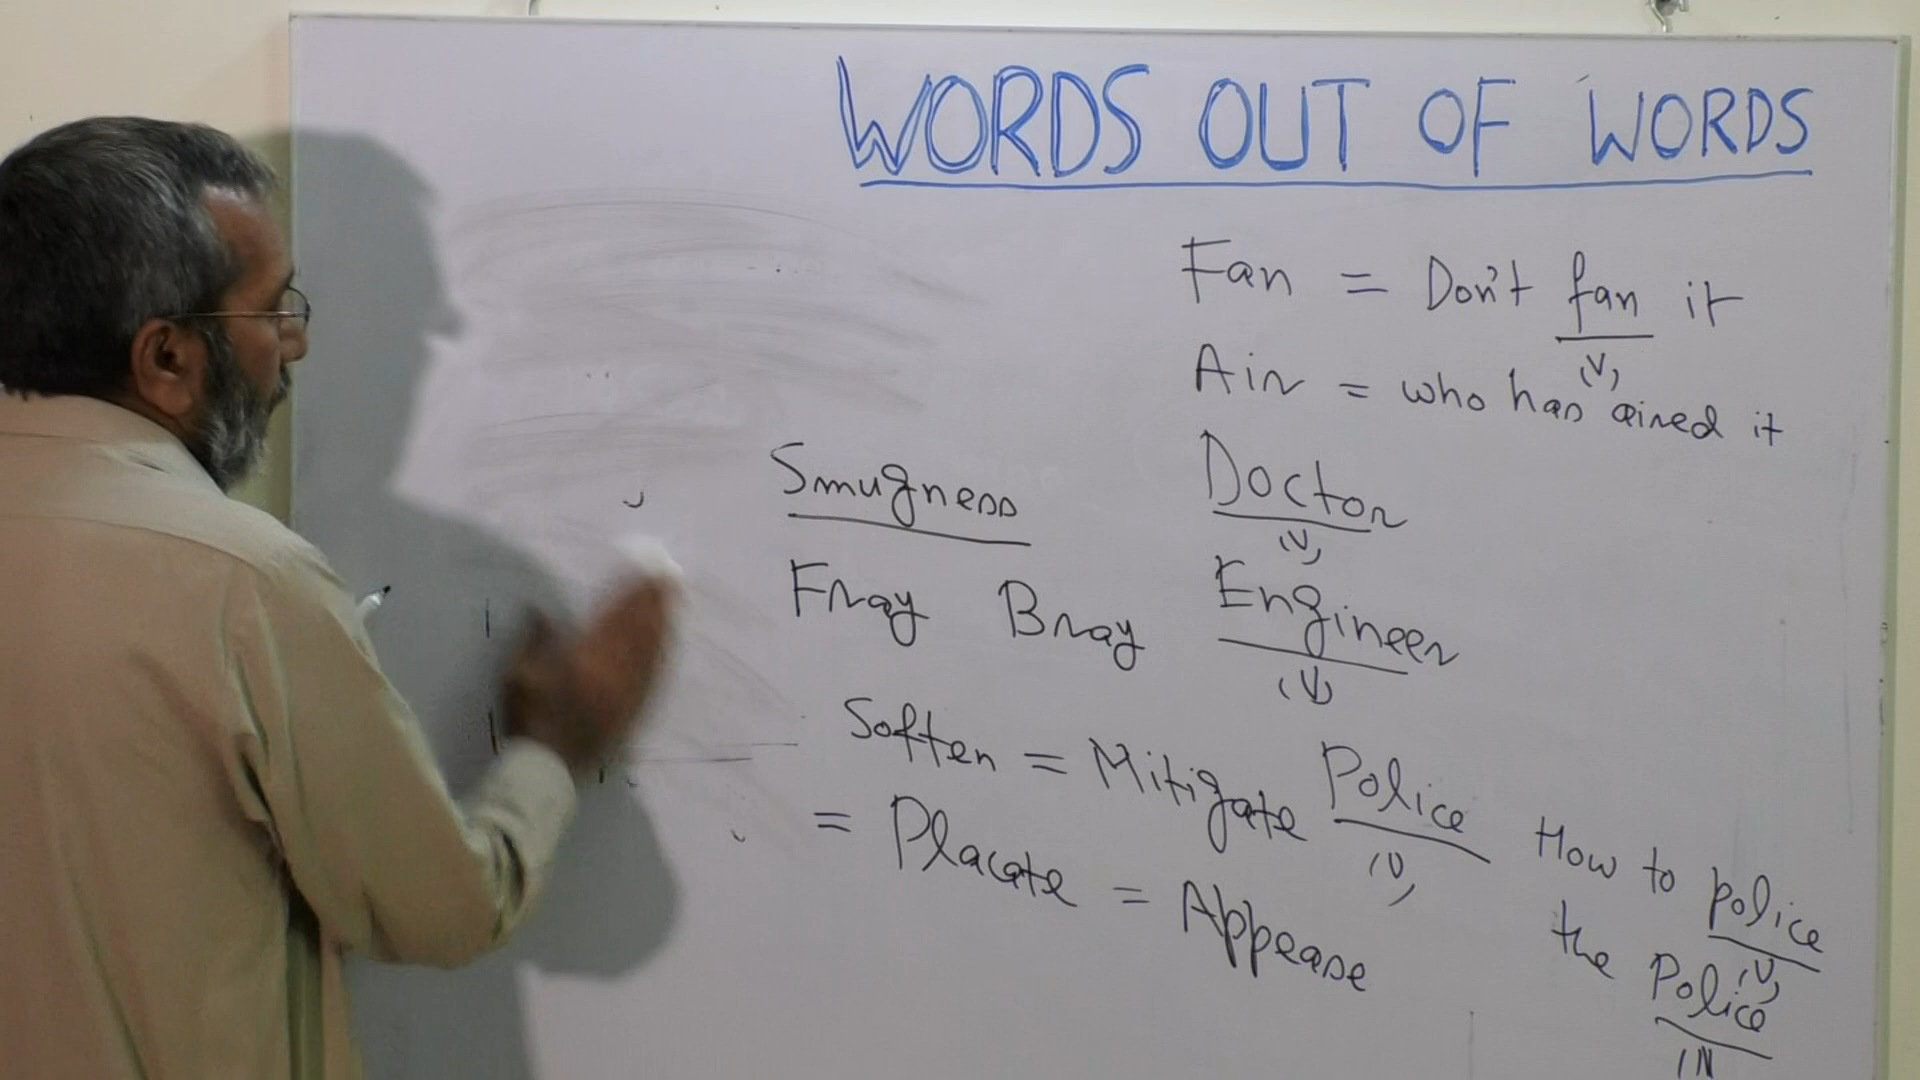 WORDS OUT OF WORDS
Fan = Don't fan it
(V)
Air = who has aired it
Smugness
Doctor
(V)
Fray Bray
Engineer
(V)
Soften = Mitigate
= Placate = Appease
Police
(V)
How to police
(V)
the Police
(N